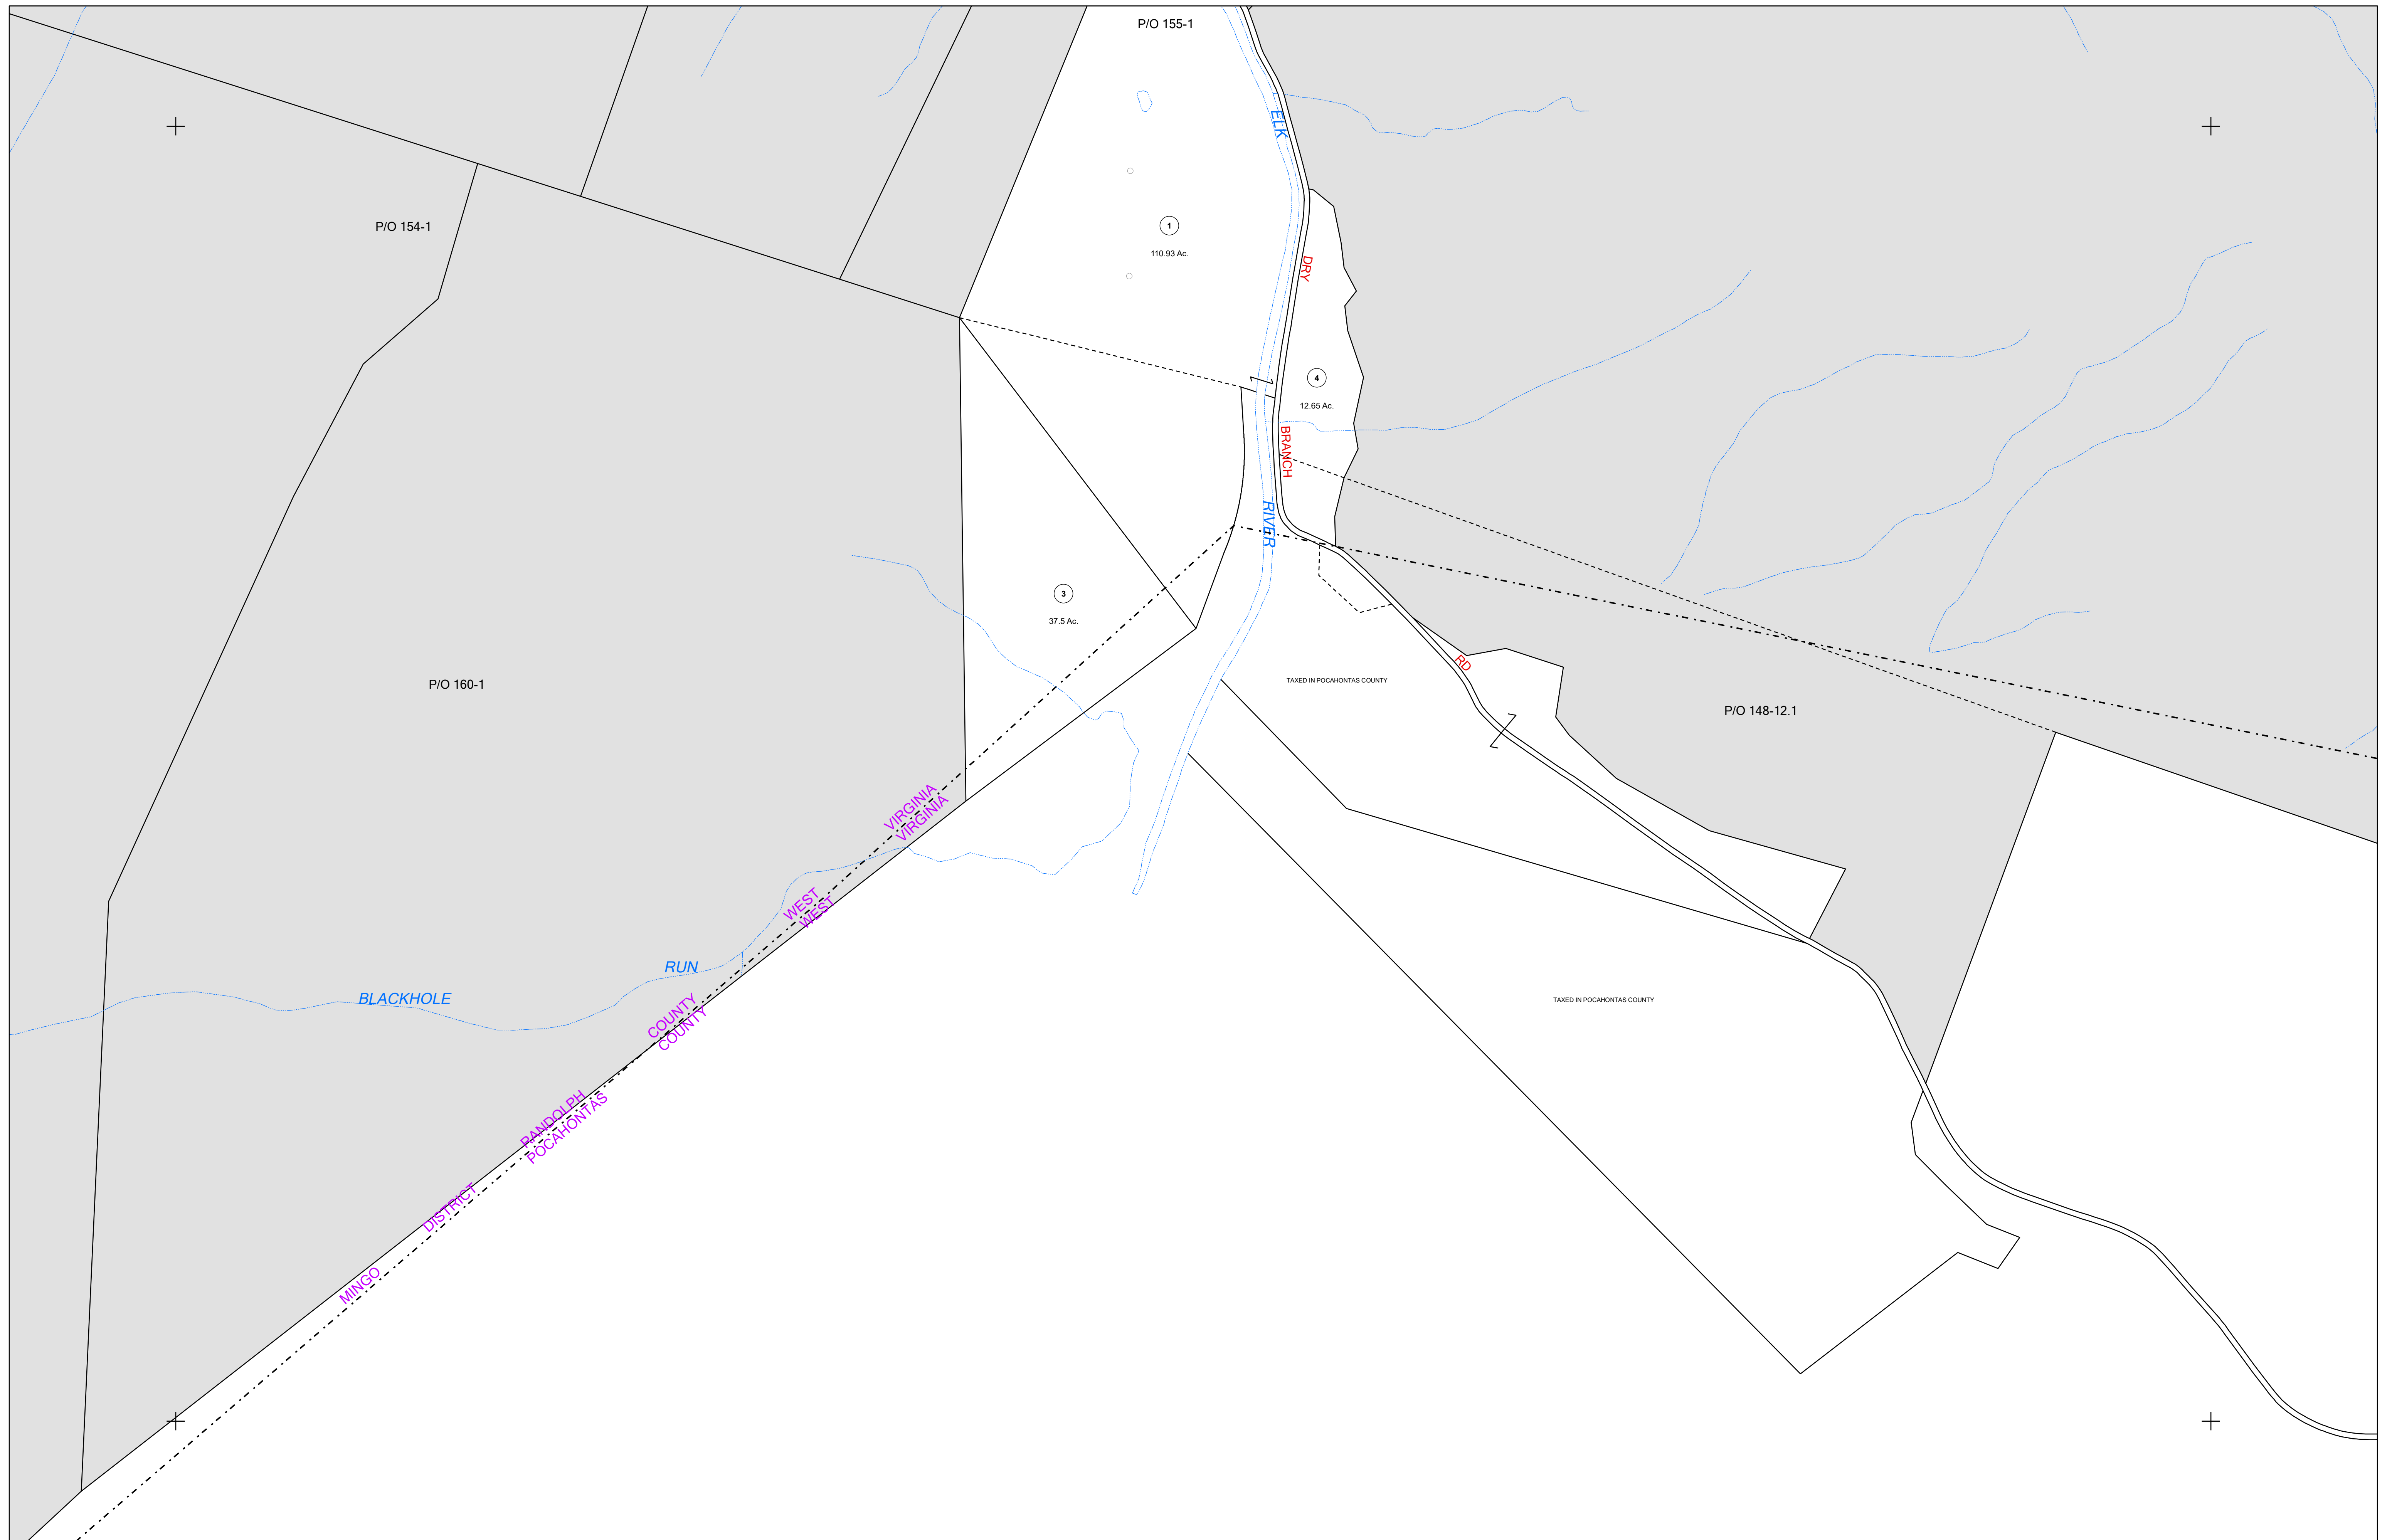 P/O 155-1
ELK
P/O 154-1
1
110.93 Ac.
DRY
4
12.65 Ac.
BRANCH
RIVER
3
37.5 Ac.
RD
TAXED IN POCAHONTAS COUNTY
P/O 160-1
P/O 148-12.1
VIRGINIA
VIRGINIA
WEST
WEST
RUN
BLACKHOLE
TAXED IN POCAHONTAS COUNTY
COUNTY
COUNTY
RANDOLPH
POCAHONTAS
DISTRICT
MINGO